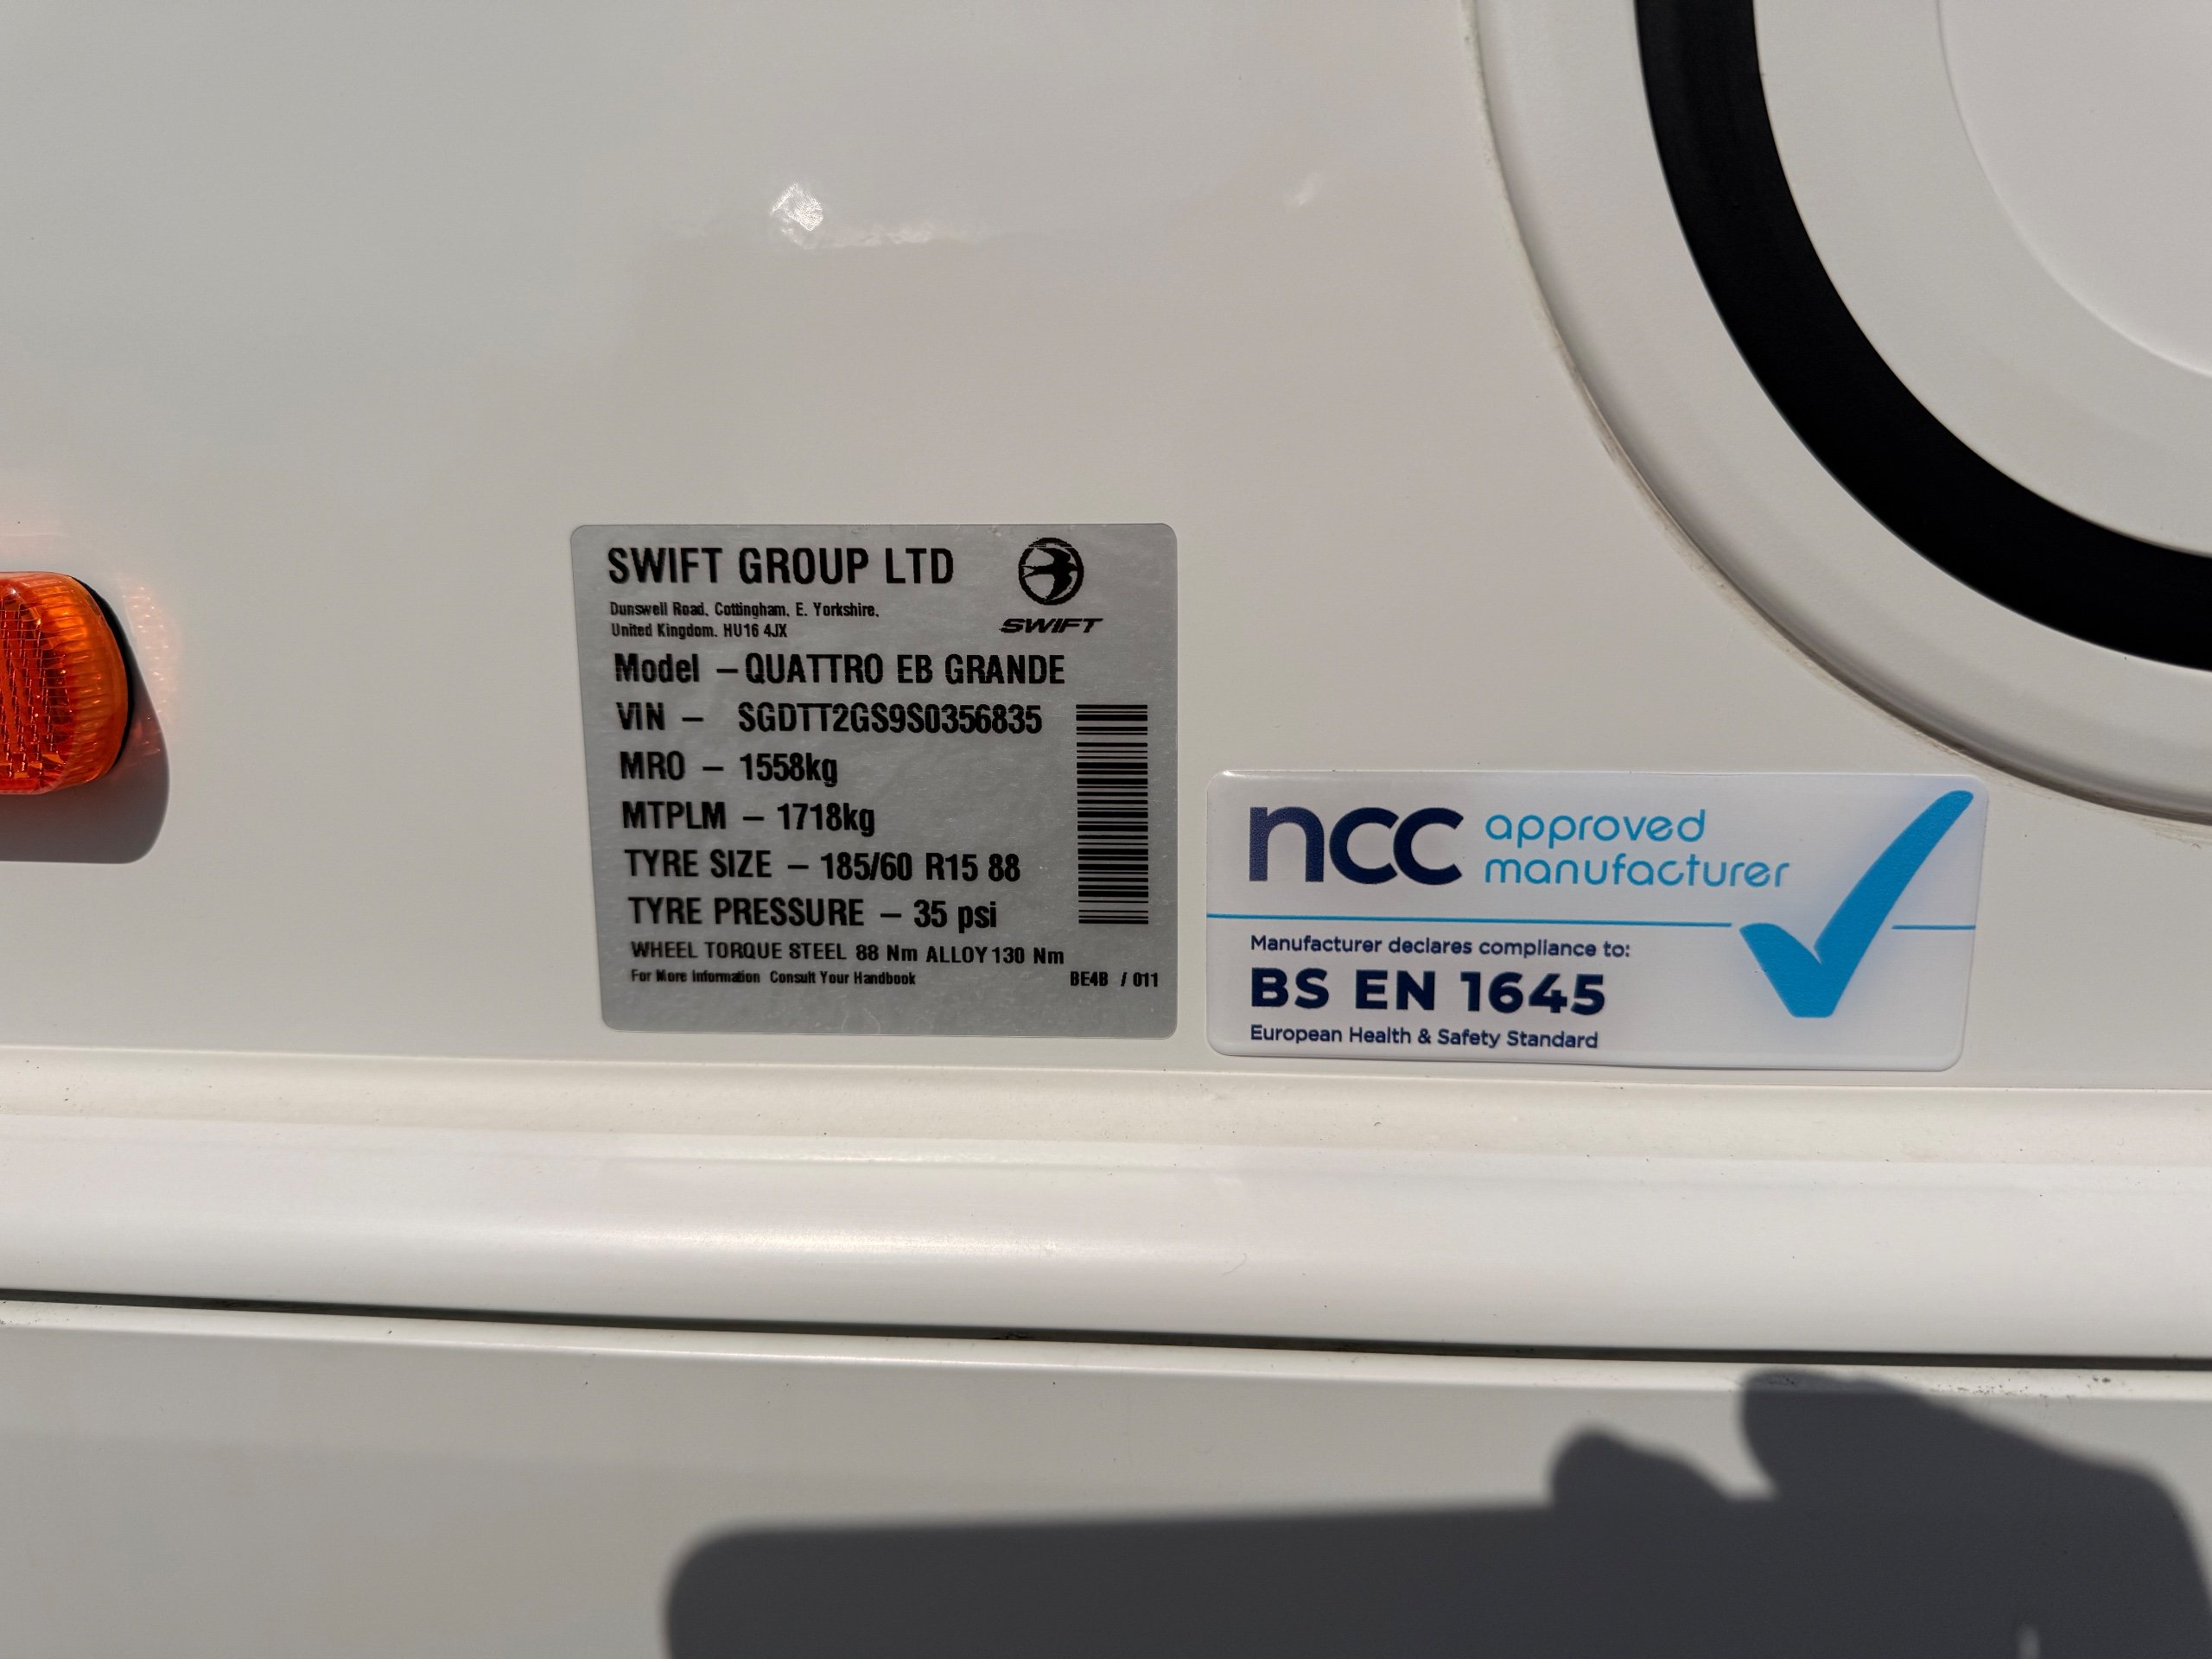 SWIFT GROUP LTD
Dunswell Road, Cottingham, E. Yorkshire,
United Kingdom. HU16 4JX
SWIFT
Model – QUATTRO EB GRANDE
VIN – SGDTT2GS9S0356835
MRO – 1558kg
MTPLM – 1718kg
TYRE SIZE – 185/60 R15 88
TYRE PRESSURE – 35 psi
WHEEL TORQUE STEEL 88 Nm ALLOY 130 Nm
For More Information Consult Your Handbook BE4B / 011
ncc approved
manufacturer
Manufacturer declares compliance to:
BS EN 1645
European Health & Safety Standard